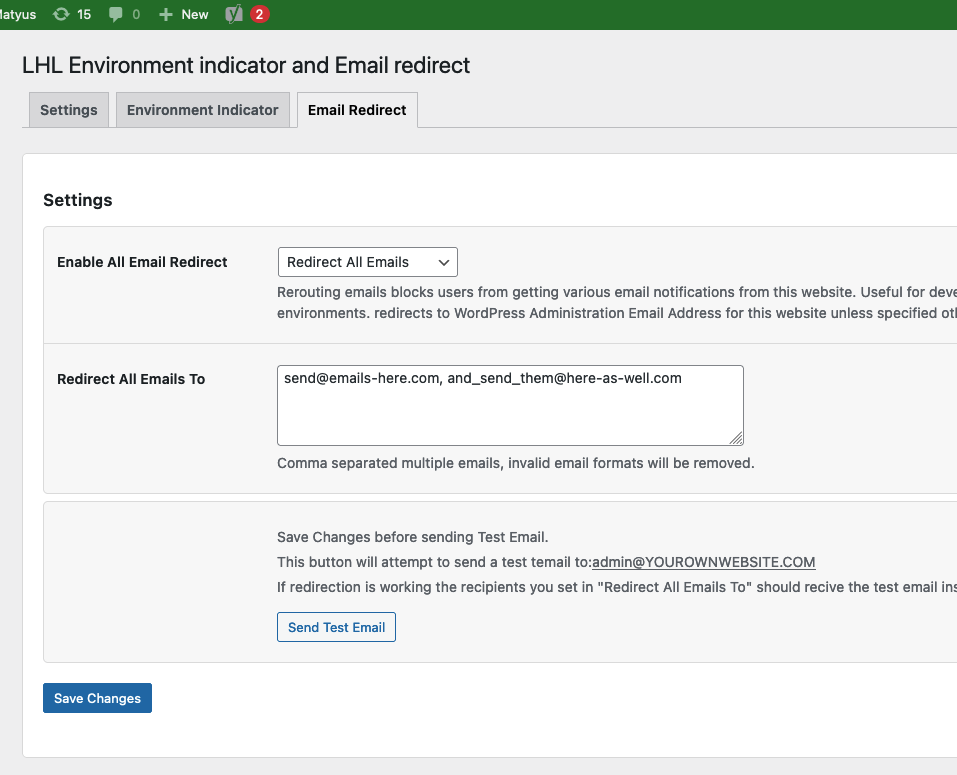 Matyus 15 0 New 2
LHL Environment indicator and Email redirect
Settings Environment Indicator Email Redirect
Settings
Enable All Email Redirect Redirect All Emails
Rerouting emails blocks users from getting various email notifications from this website. Useful for deve
environments. redirects to WordPress Administration Email Address for this website unless specified oth
Redirect All Emails To send@emails-here.com, and_send_them@here-as-well.com
Comma separated multiple emails, invalid email formats will be removed.
Save Changes before sending Test Email.
This button will attempt to send a test temail to:admin@YOUROWNWEBSITE.COM
If redirection is working the recipients you set in "Redirect All Emails To" should recive the test email ins
Send Test Email
Save Changes